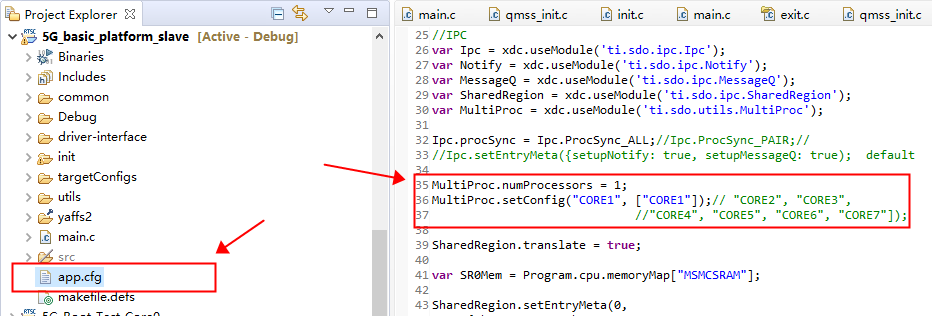 Project Explorer
5G_basic_platform_slave [Active - Debug]
Binaries
Includes
common
Debug
driver-interface
init
targetConfigs
utils
yaffs2
main.c
src
app.cfg
makefile.defs
main.c qmss_init.c init.c main.c exit.c qmss_init.c
25 //IPC
26 var Ipc = xdc.useModule('ti.sdo.ipc.Ipc');
27 var Notify = xdc.useModule('ti.sdo.ipc.Notify');
28 var MessageQ = xdc.useModule('ti.sdo.ipc.MessageQ');
29 var SharedRegion = xdc.useModule('ti.sdo.ipc.SharedRegion');
30 var MultiProc = xdc.useModule('ti.sdo.utils.MultiProc');
31
32 Ipc.procSync = Ipc.ProcSync_ALL;//Ipc.ProcSync_PAIR;//
33 //Ipc.setEntryMeta({setupNotify: true, setupMessageQ: true); default
34
35 MultiProc.numProcessors = 1;
36 MultiProc.setConfig("CORE1", ["CORE1"]);// "CORE2", "CORE3",
37 //"CORE4", "CORE5", "CORE6", "CORE7"]);
38
39 SharedRegion.translate = true;
40
41 var SR0Mem = Program.cpu.memoryMap["MSMCSRAM"];
42
43 SharedRegion.setEntryMeta(0,